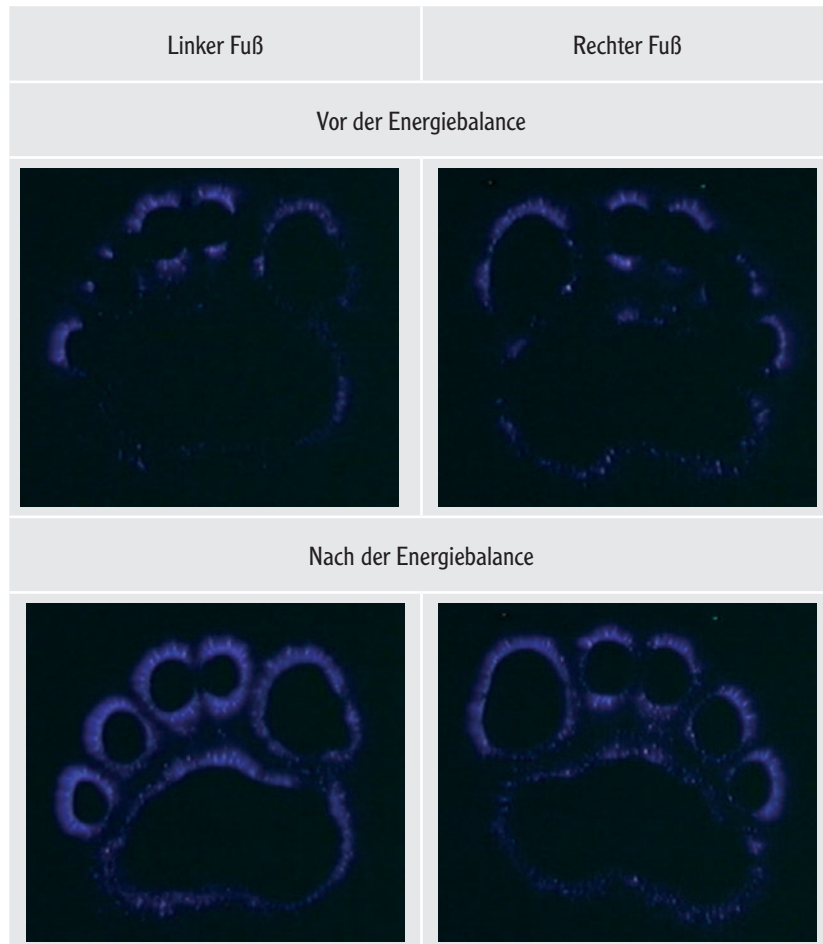 Linker Fuß
Rechter Fuß
Vor der Energiebalance
Nach der Energiebalance